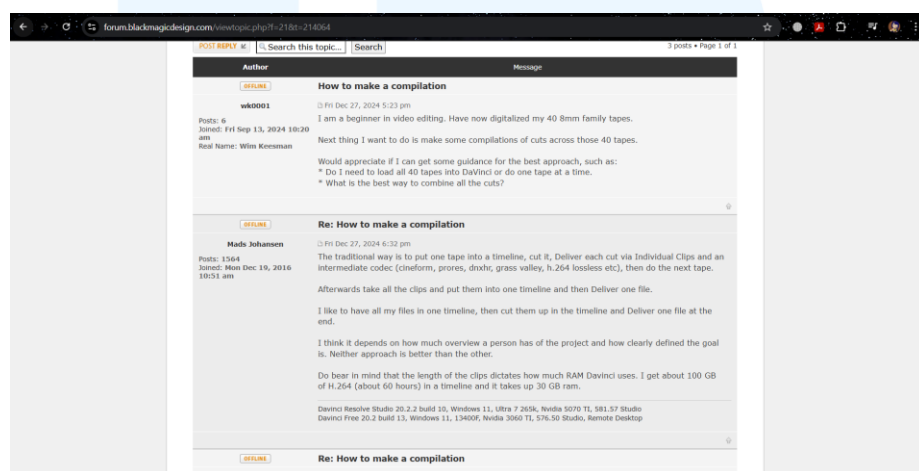 forum.blackmagicdesign.com/viewtopic.php?f=21&t=214064
POST REPLY
Search this topic... Search
3 posts • Page 1 of 1
Author Message
OFFLINE How to make a compilation
wk0001
Posts: 6
Joined: Fri Sep 13, 2024 10:20
am
Real Name: Wim Keesman
Fri Dec 27, 2024 5:23 pm
I am a beginner in video editing. Have now digitalized my 40 8mm family tapes.
Next thing I want to do is make some compilations of cuts across those 40 tapes.
Would appreciate if I can get some guidance for the best approach, such as:
* Do I need to load all 40 tapes into DaVinci or do one tape at a time.
* What is the best way to combine all the cuts?
OFFLINE Re: How to make a compilation
Mads Johansen
Posts: 1564
Joined: Mon Dec 19, 2016
10:51 am
Fri Dec 27, 2024 6:32 pm
The traditional way is to put one tape into a timeline, cut it, Deliver each cut via Individual Clips and an
intermediate codec (cineform, prores, dnxhr, grass valley, h.264 lossless etc), then do the next tape.
Afterwards take all the clips and put them into one timeline and then Deliver one file.
I like to have all my files in one timeline, then cut them up in the timeline and Deliver one file at the
end.
I think it depends on how much overview a person has of the project and how clearly defined the goal
is. Neither approach is better than the other.
Do bear in mind that the length of the clips dictates how much RAM Davinci uses. I get about 100 GB
of H.264 (about 60 hours) in a timeline and it takes up 30 GB ram.
Davinci Resolve Studio 20.2.2 build 10, Windows 11, Ultra 7 265k, Nvidia 5070 TI, 581.57 Studio
Davinci Free 20.2 build 13, Windows 11, 13400F, Nvidia 3060 TI, 576.50 Studio, Remote Desktop
OFFLINE Re: How to make a compilation